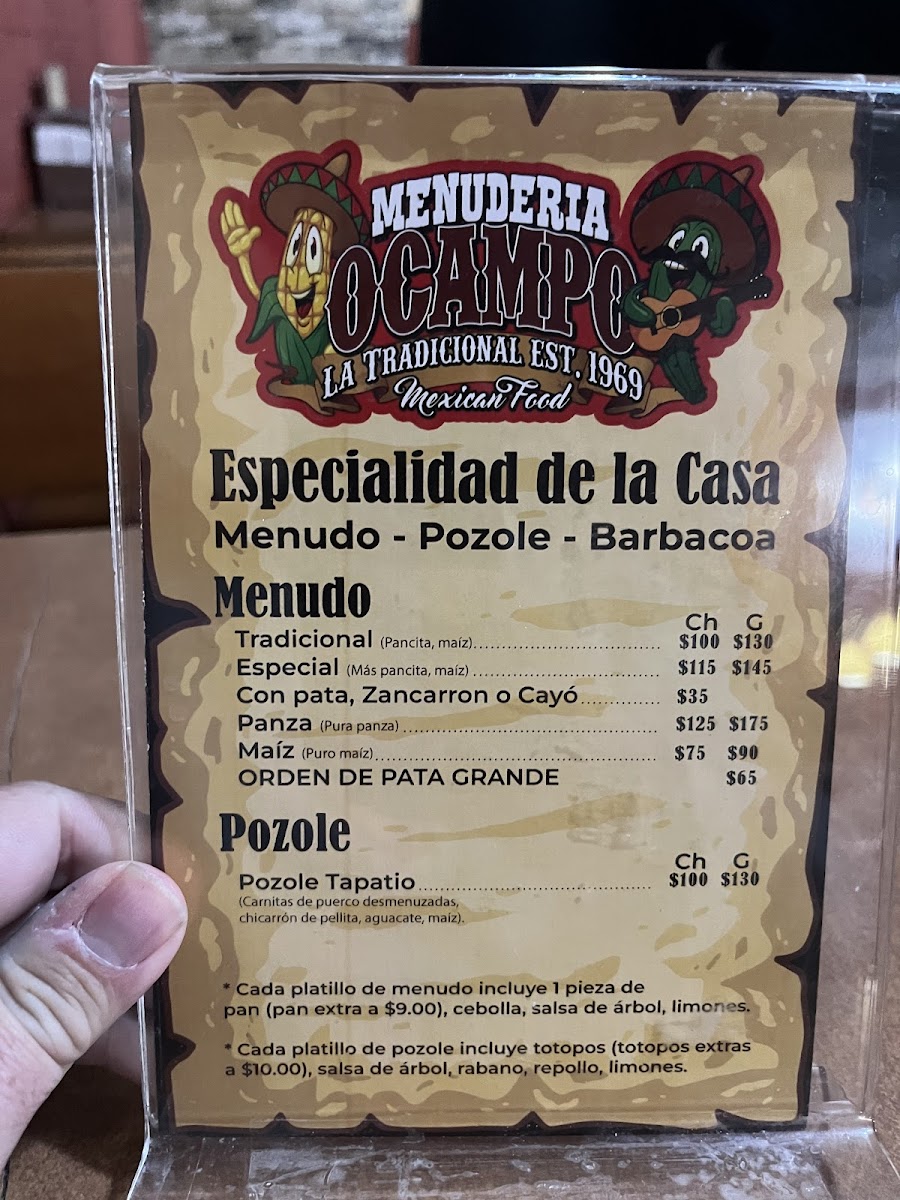 MENUDERIA
OCAMPO
LA TRADICIONAL EST. 1969
Mexican Food
Especialidad de la Casa
Menudo - Pozole - Barbacoa
Menudo
Ch G
Tradicional (Pancita, maíz)........................................ $100 $130
Especial (Más pancita, maíz)........................................ $115 $145
Con pata, Zancarron o Cayó.............. $35
Panza (Pura panza)........................................ $125 $175
Maíz (Puro maíz)........................................ $75 $90
ORDEN DE PATA GRANDE $65
Pozole
Ch G
Pozole Tapatio........................................ $100 $130
(Carnitas de puerco desmenuzadas,
chicarrón de pellita, aguacate, maíz).
* Cada platillo de menudo incluye 1 pieza de
pan (pan extra a $9.00), cebolla, salsa de árbol, limones.
* Cada platillo de pozole incluye totopos (totopos extras
a $10.00), salsa de árbol, rabano, repollo, limones.